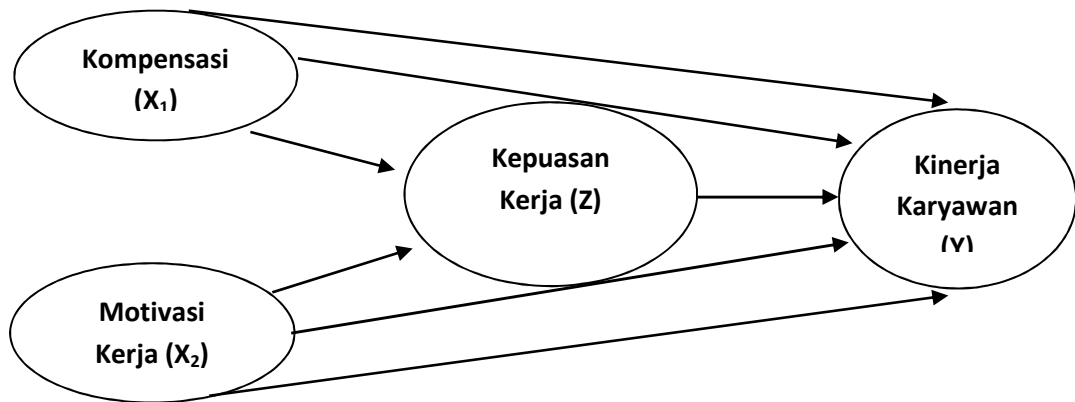 Kompensasi
(X₁)
Kepuasan
Kerja (Z)
Kinerja
Karyawan
(Y)
Motivasi
Kerja (X₂)